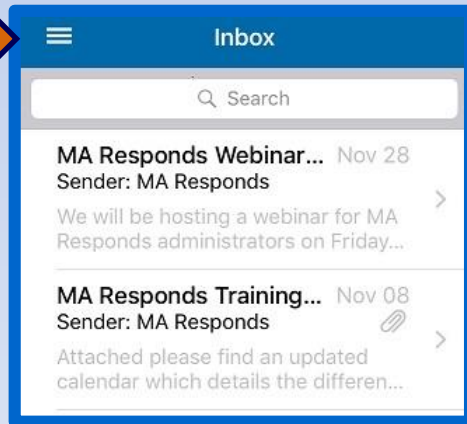 Inbox
Search
MA Responds Webinar... Nov 28
Sender: MA Responds
We will be hosting a webinar for MA
Responds administrators on Friday...
MA Responds Training... Nov 08
Sender: MA Responds
Attached please find an updated
calendar which details the differen...